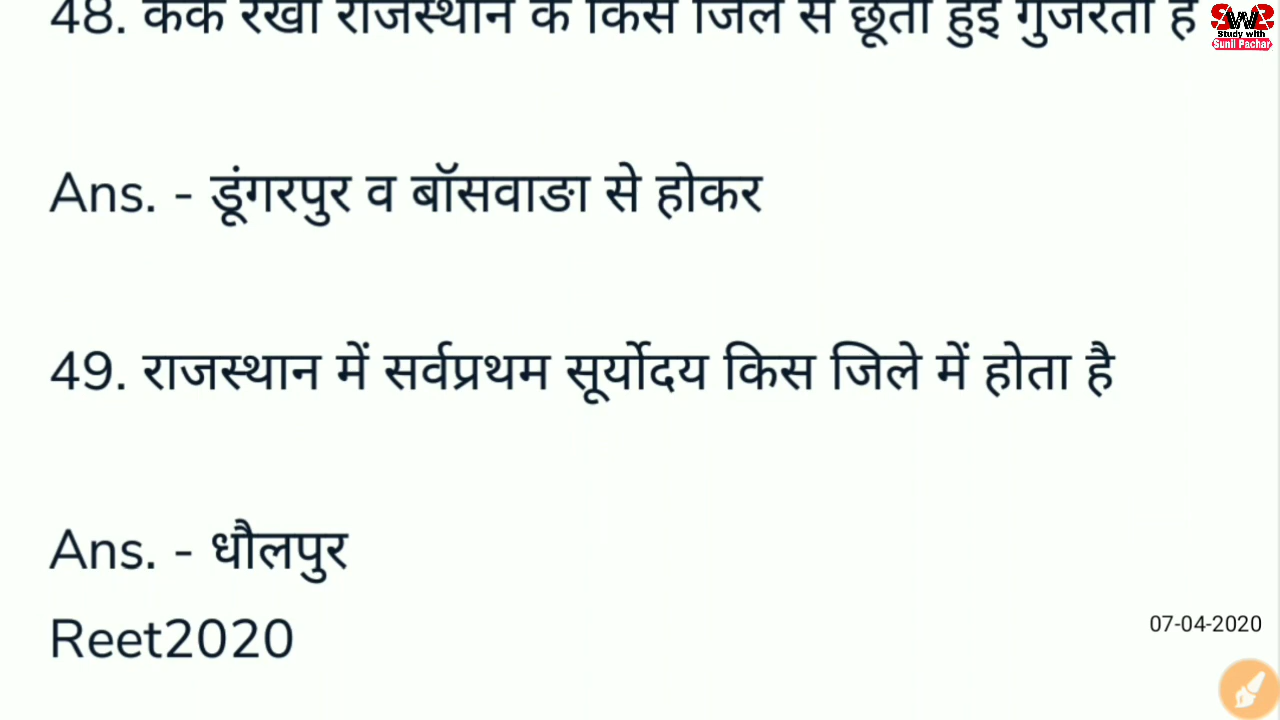 48. कर्क रेखा राजस्थान के किस जिले से छूती हुई गुजरती है
Ans. - डूंगरपुर व बॉसवाङा से होकर
49. राजस्थान में सर्वप्रथम सूर्योदय किस जिले में होता है
Ans. - धौलपुर
Reet2020
07-04-2020
SWS
Study with
Sunil Pachar